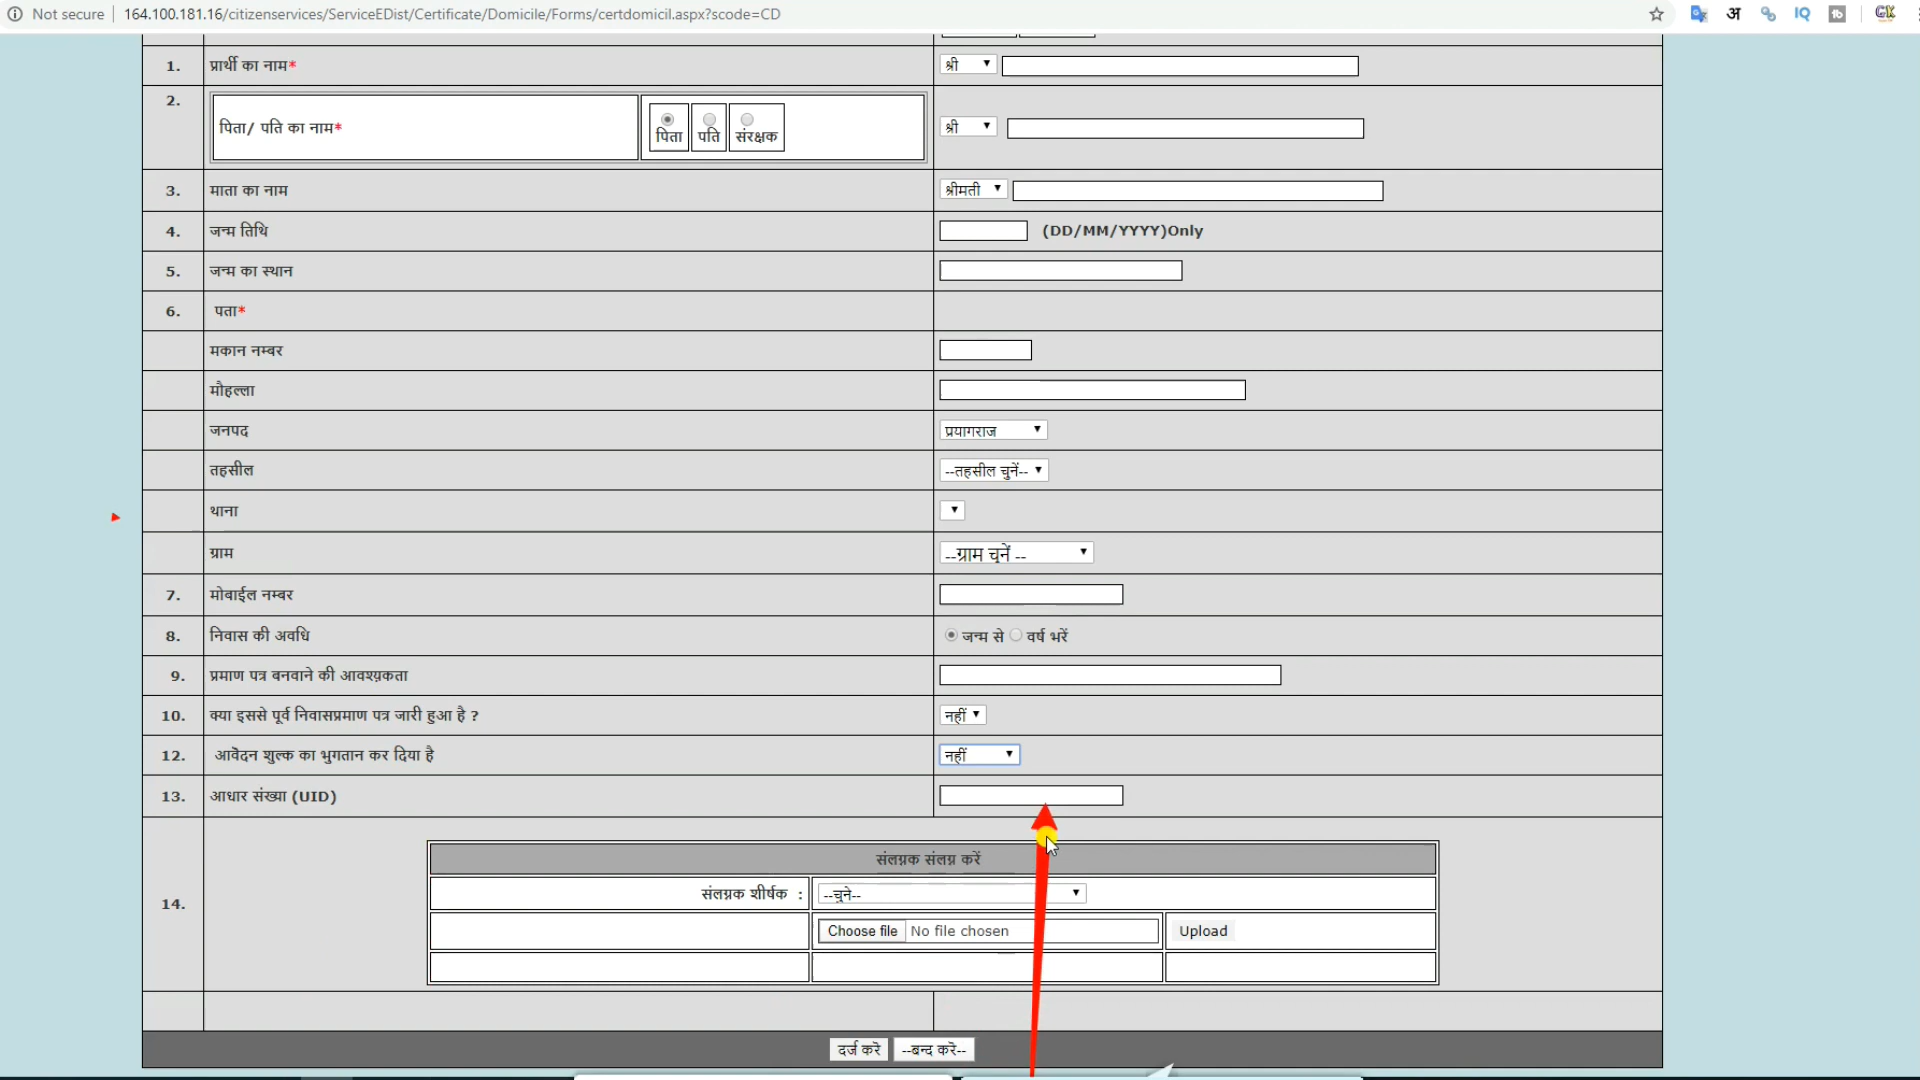 Not secure 164.100.181.16/citizenservices/ServiceEDist/Certificate/Domicile/Forms/certdomicil.aspx?scode=CD
1. प्रार्थी का नाम* श्री
2. पिता/ पति का नाम* पिता पति संरक्षक श्री
3. माता का नाम श्रीमती
4. जन्म तिथि (DD/MM/YYYY)Only
5. जन्म का स्थान
6. पता*
मकान नम्बर
मौहल्ला
जनपद प्रयागराज
तहसील --तहसील चुनें--
थाना
ग्राम --ग्राम चुनें --
7. मोबाईल नम्बर
8. निवास की अवधि जन्म से वर्ष भरें
9. प्रमाण पत्र बनवाने की आवश्य़कता
10. क्या इससे पूर्व निवासप्रमाण पत्र जारी हुआ है ? नहीं
12. आवेदन शुल्क का भुगतान कर दिया है नहीं
13. आधार संख्या (UID)
14. संलग्नक संलग्न करें
संलग्नक शीर्षक : --चुने--
Choose file No file chosen Upload
दर्ज करे --बन्द करे--